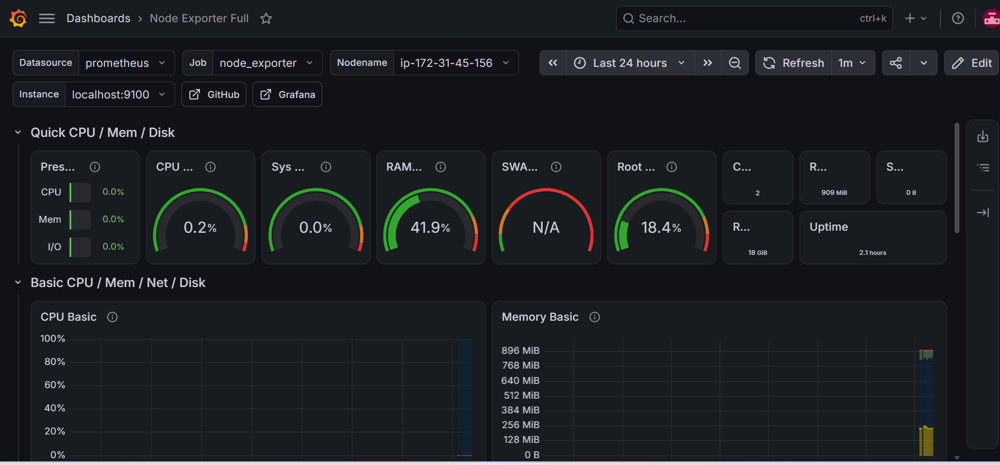 Dashboards › Node Exporter Full
Search... ctrl+k
Datasource prometheus
Job node_exporter
Nodename ip-172-31-45-156
Last 24 hours
Refresh 1m
Edit
Instance localhost:9100
GitHub
Grafana
Quick CPU / Mem / Disk
Pres...
CPU 0.0%
Mem 0.0%
I/O 0.0%
CPU ...
0.2%
Sys ...
0.0%
RAM...
41.9%
SWA...
N/A
Root ...
18.4%
C...
2
R...
909 MiB
S...
0 B
R...
18 GiB
Uptime
2.1 hours
Basic CPU / Mem / Net / Disk
CPU Basic
100%
80%
60%
40%
20%
0%
Memory Basic
896 MiB
768 MiB
640 MiB
512 MiB
384 MiB
256 MiB
128 MiB
0 B